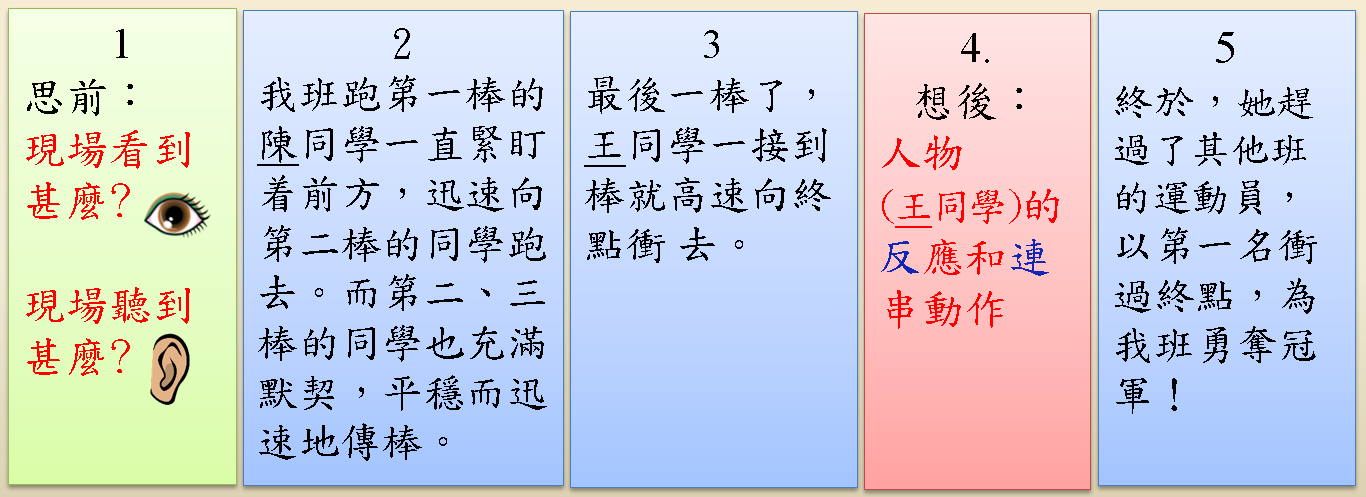 1
思前：
現場看到
甚麼?
現場聽到
甚麼?
2
我班跑第一棒的
陳同學一直緊盯
着前方，迅速向
第二棒的同學跑
去。而第二、三
棒的同學也充滿
默契，平穩而迅
速地傳棒。
3
最後一棒了，
王同學一接到
棒就高速向終
點衝 去。
4.
想後：
人物
(王同學)的
反應和連
串動作
5
終於，她趕
過了其他班
的運動員，
以第一名衝
過終點，為
我班勇奪冠
軍！